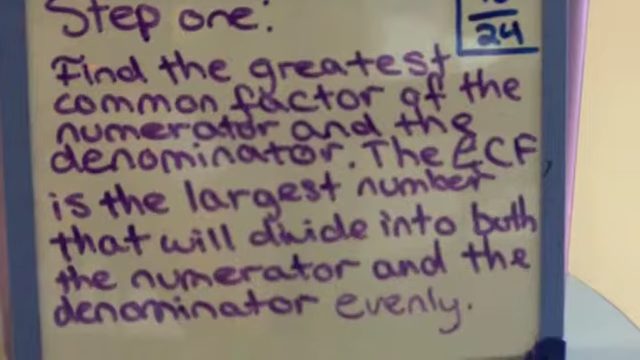 Step one:
24
Find the greatest
common factor of the
numerator and the
denominator. The GCF
is the largest number
that will divide into both
the numerator and the
denominator evenly.